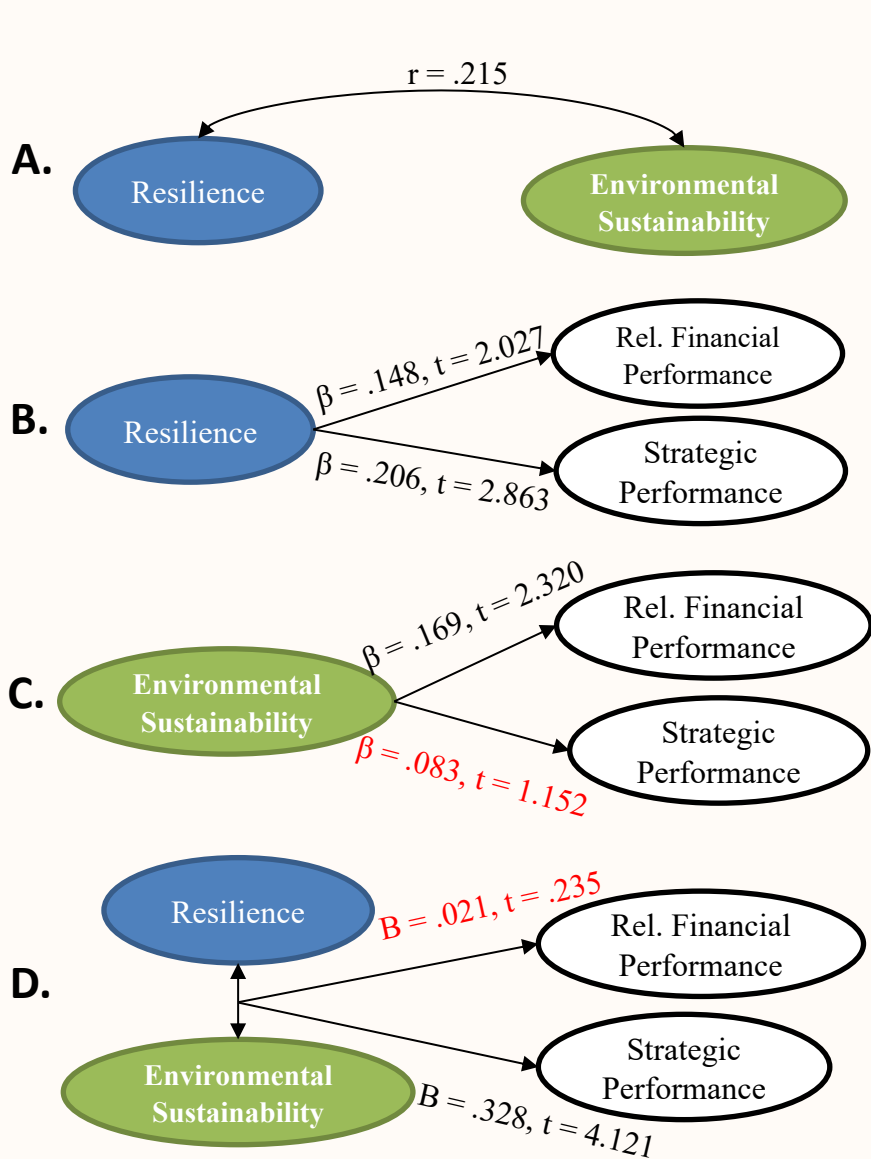 r = .215
A.
Resilience
Environmental
Sustainability
β = .148, t = 2.027
Rel. Financial
Performance
B.
Resilience
β = .206, t = 2.863
Strategic
Performance
β = .169, t = 2.320
Rel. Financial
Performance
C.
Environmental
Sustainability
β = .083, t = 1.152
Strategic
Performance
Resilience
B = .021, t = .235
Rel. Financial
Performance
D.
Environmental
Sustainability
B = .328, t = 4.121
Strategic
Performance